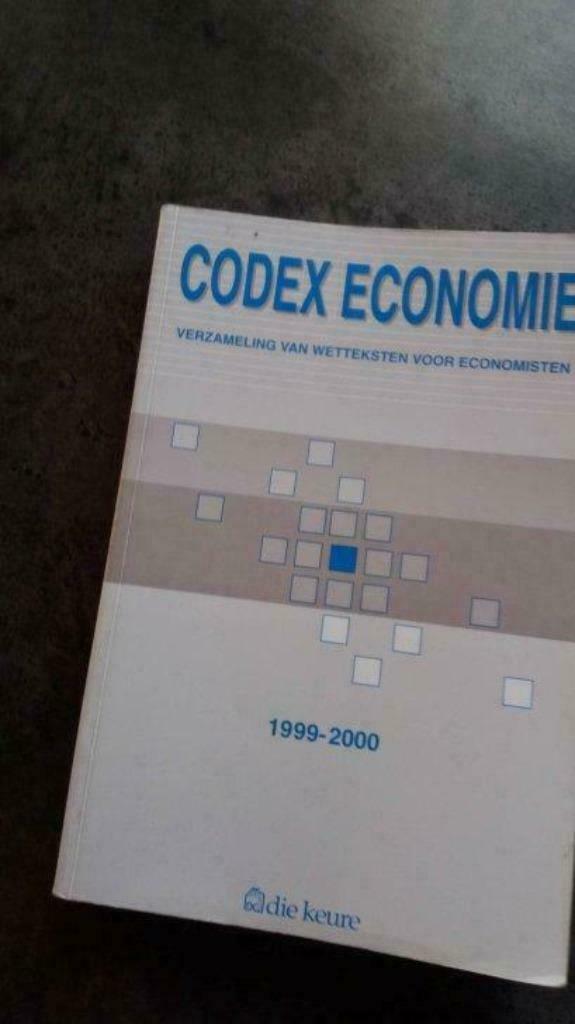 CODEX ECONOMIE
VERZAMELING VAN WETTEKSTEN VOOR ECONOMISTEN
1999-2000
die keure